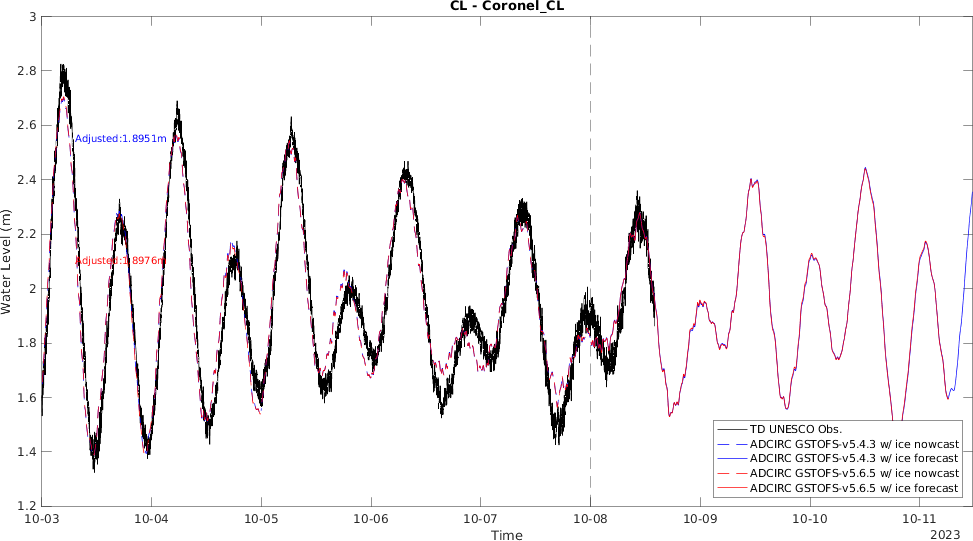 CL - Coronel_CL
3
2.8
2.6
2.4
2.2
2
1.8
1.6
1.4
1.2
Water Level (m)
Adjusted:1.8951m
Adjusted:1.8976m
TD UNESCO Obs.
ADCIRC GSTOFS-v5.4.3 w/ ice nowcast
ADCIRC GSTOFS-v5.4.3 w/ ice forecast
ADCIRC GSTOFS-v5.6.5 w/ ice nowcast
ADCIRC GSTOFS-v5.6.5 w/ ice forecast
10-03 10-04 10-05 10-06 10-07 10-08 10-09 10-10 10-11
Time
2023